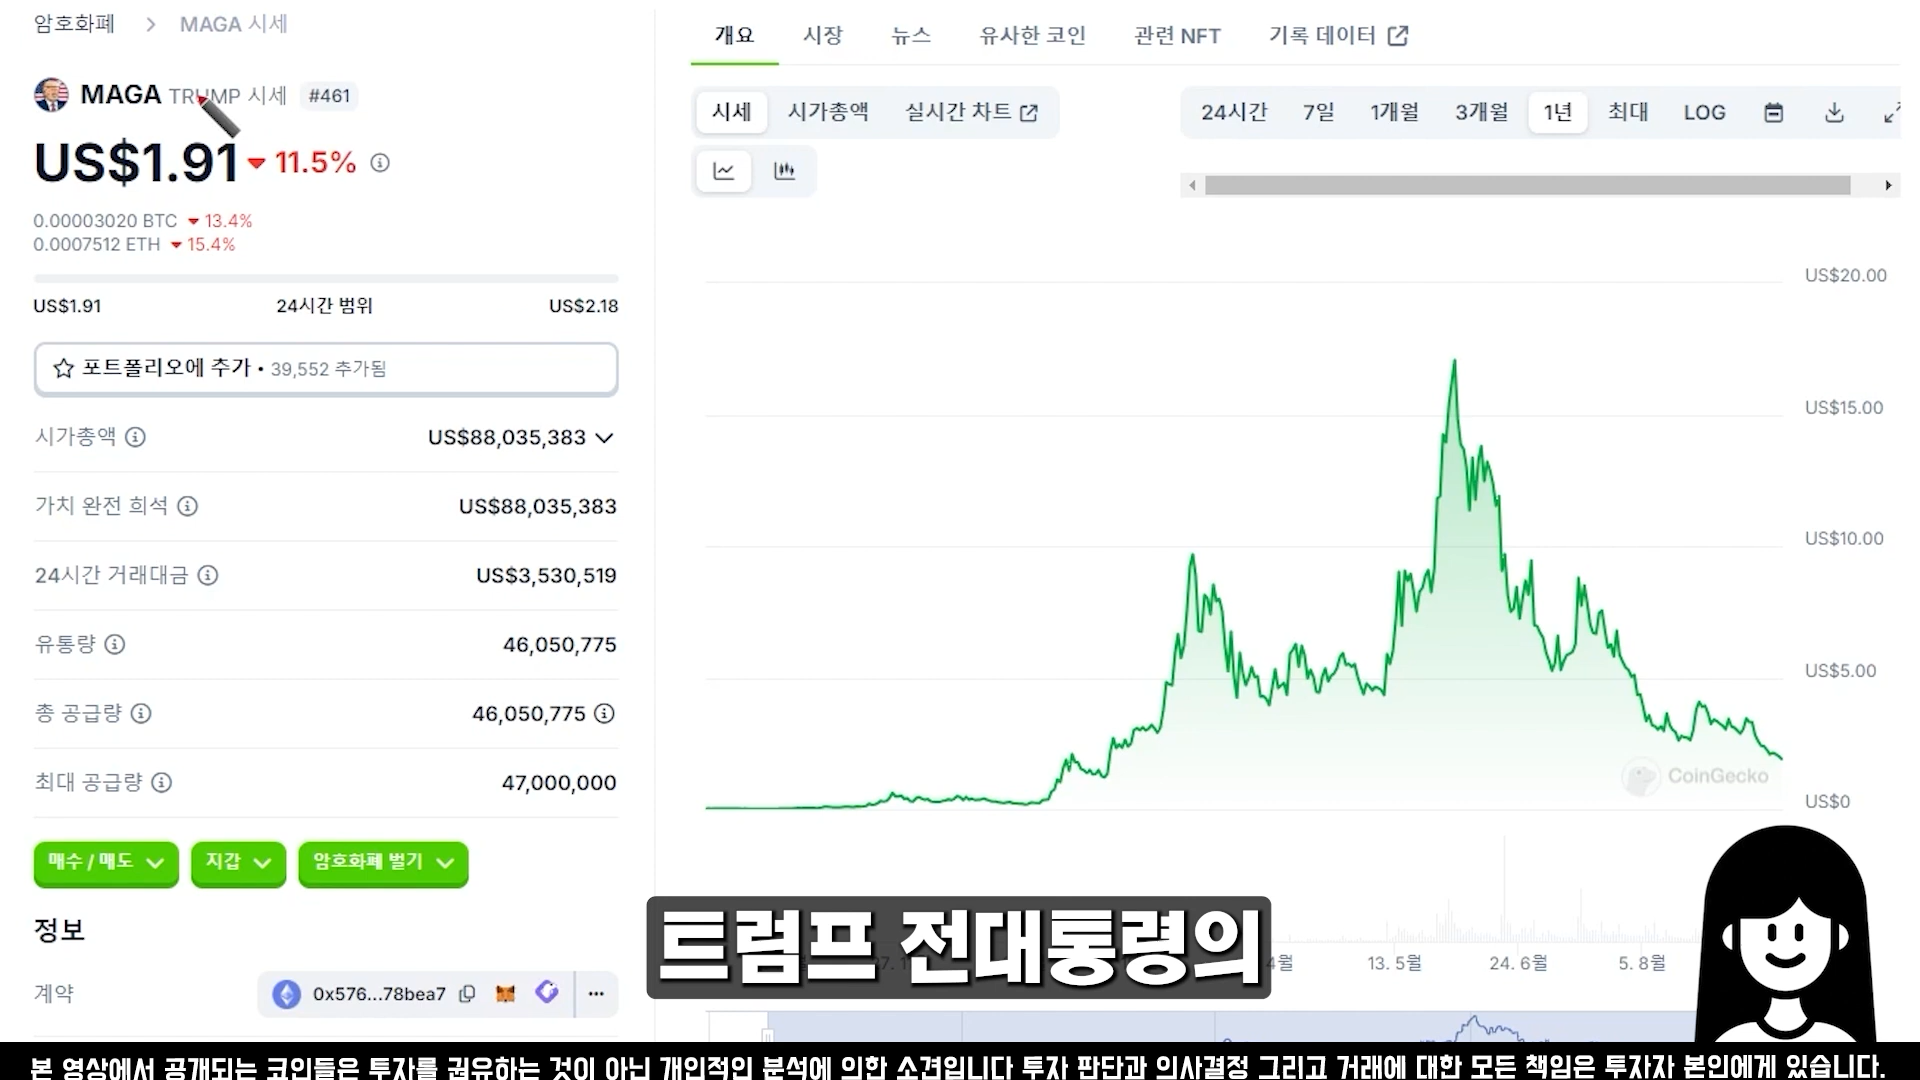 암호화폐 > MAGA 시세
MAGA TRUMP 시세 #461
US$1.91 11.5%
0.00003020 BTC 13.4%
0.0007512 ETH 15.4%
US$1.91 24시간 범위 US$2.18
포트폴리오에 추가 • 39,552 추가됨
시가총액 US$88,035,383
가치 완전 희석 US$88,035,383
24시간 거래대금 US$3,530,519
유통량 46,050,775
총 공급량 46,050,775
최대 공급량 47,000,000
매수 / 매도 지갑 암호화폐 벌기
정보
계약 0x576...78bea7
개요 시장 뉴스 유사한 코인 관련 NFT 기록 데이터
시세 시가총액 실시간 차트
24시간 7일 1개월 3개월 1년 최대 LOG
US$20.00
US$15.00
US$10.00
US$5.00
US$0
CoinGecko
4월 13. 5월 24. 6월 5. 8월
트럼프 전대통령의
본 영상에서 공개되는 코인들은 투자를 권유하는 것이 아닌 개인적인 분석에 의한 소견입니다 투자 판단과 의사결정 그리고 거래에 대한 모든 책임은 투자자 본인에게 있습니다.